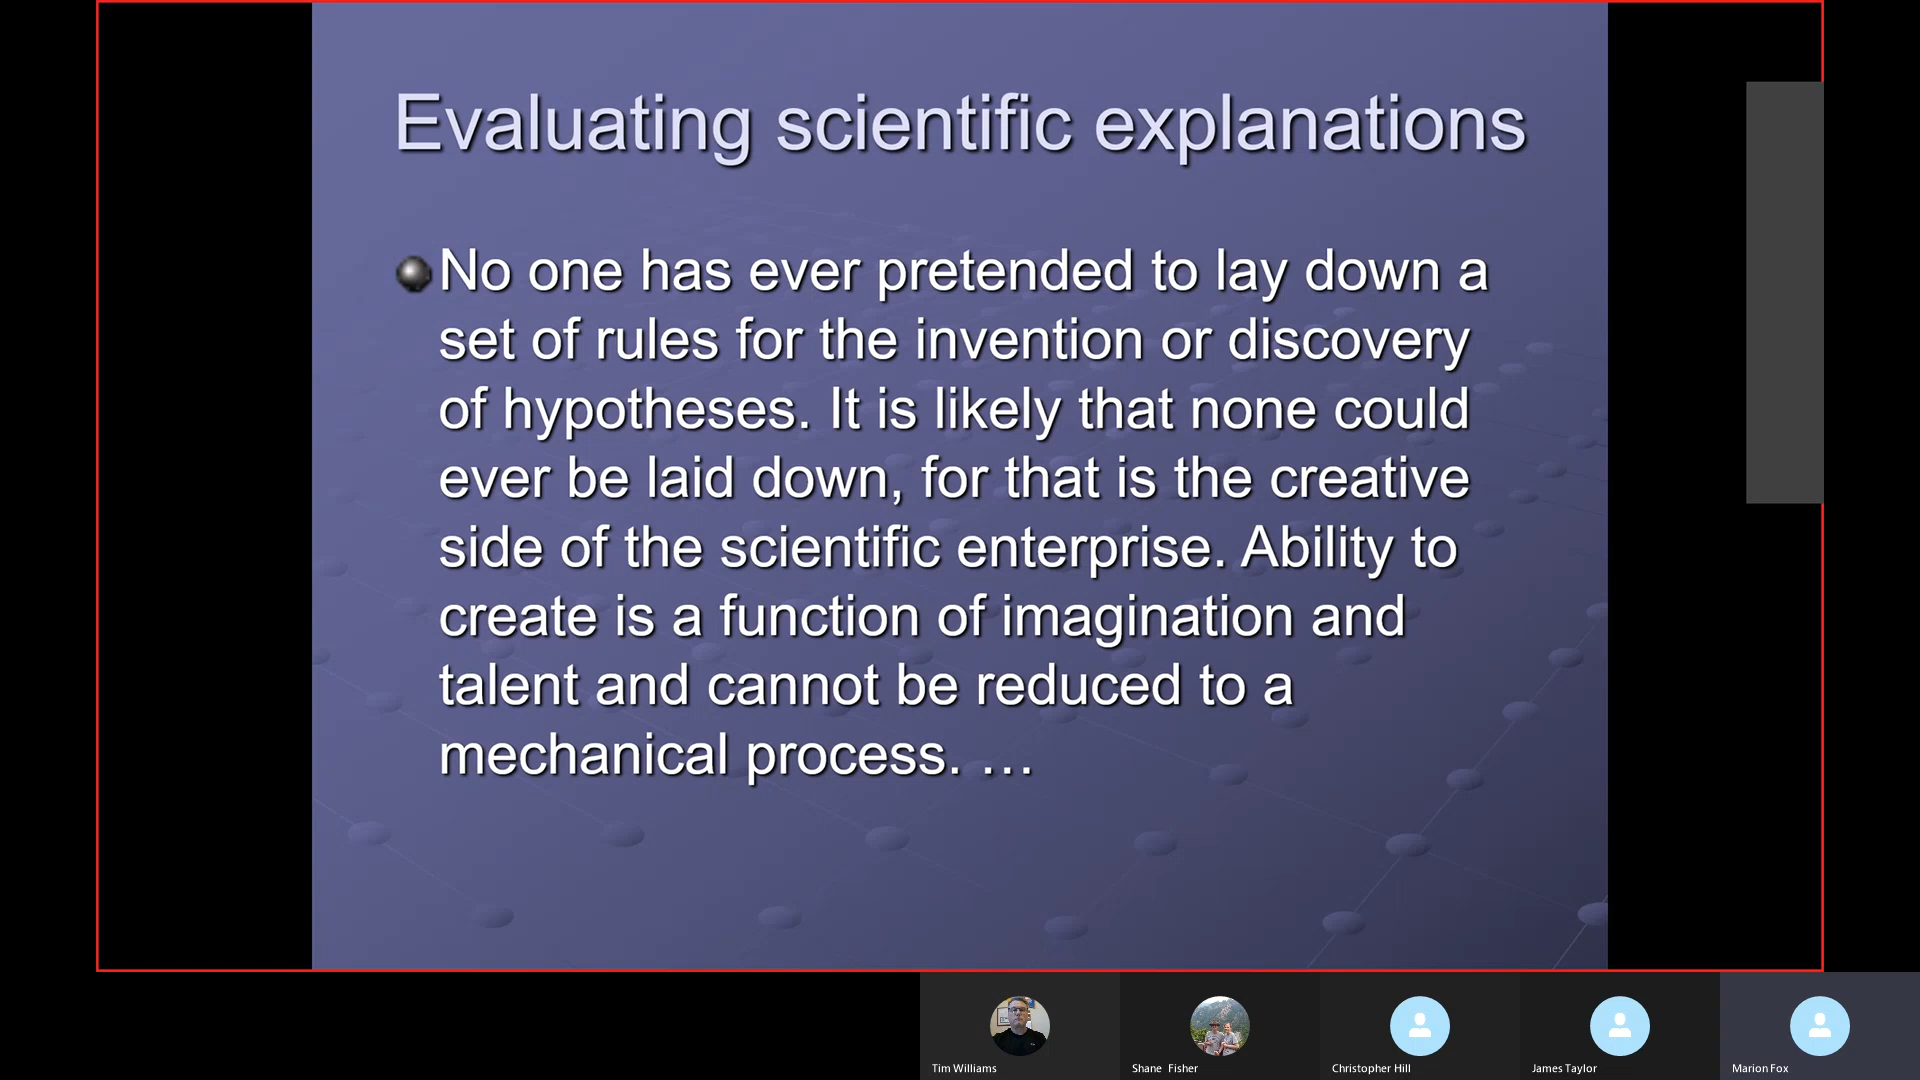 Evaluating scientific explanations
No one has ever pretended to lay down a
set of rules for the invention or discovery
of hypotheses. It is likely that none could
ever be laid down, for that is the creative
side of the scientific enterprise. Ability to
create is a function of imagination and
talent and cannot be reduced to a
mechanical process. …
Tim Williams
Shane Fisher
Christopher Hill
James Taylor
Marion Fox